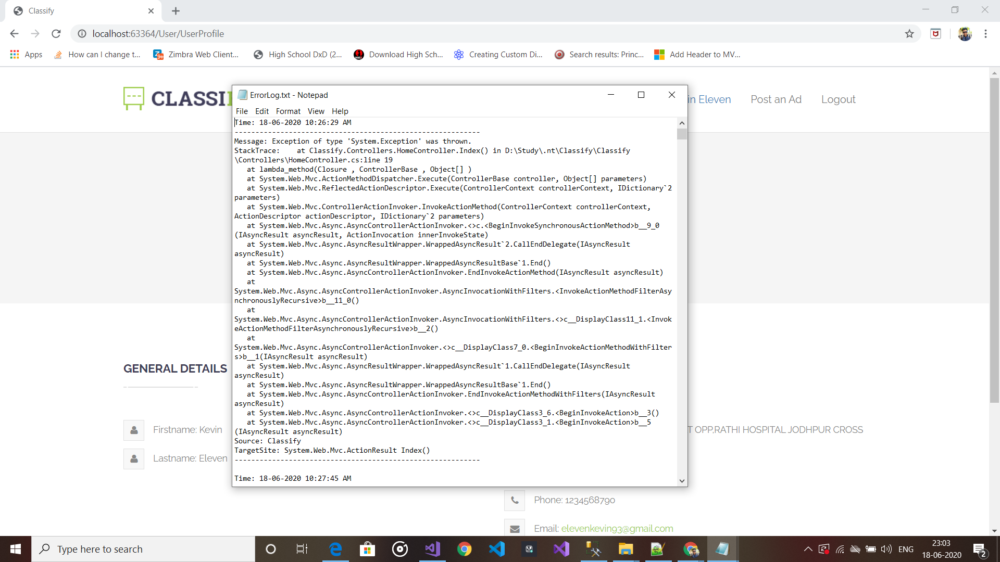 Classify
localhost:63364/User/UserProfile
Apps
How can I change t...
Zimbra Web Client...
High School DxD (2...
Download High Sch...
Creating Custom Di...
Search results: Princ...
Add Header to MV...
CLASSI
in Eleven
Post an Ad
Logout
ErrorLog.txt - Notepad
File Edit Format View Help
Time: 18-06-2020 10:26:29 AM
-----------------------------------------------------------
Message: Exception of type 'System.Exception' was thrown.
StackTrace:    at Classify.Controllers.HomeController.Index() in D:\Study\.nt\Classify\Classify
\Controllers\HomeController.cs:line 19
   at lambda_method(Closure , ControllerBase , Object[] )
   at System.Web.Mvc.ActionMethodDispatcher.Execute(ControllerBase controller, Object[] parameters)
   at System.Web.Mvc.ReflectedActionDescriptor.Execute(ControllerContext controllerContext, IDictionary`2
parameters)
   at System.Web.Mvc.ControllerActionInvoker.InvokeActionMethod(ControllerContext controllerContext,
ActionDescriptor actionDescriptor, IDictionary`2 parameters)
   at System.Web.Mvc.Async.AsyncControllerActionInvoker.<>c.<BeginInvokeSynchronousActionMethod>b__9_0
(IAsyncResult asyncResult, ActionInvocation innerInvokeState)
   at System.Web.Mvc.Async.AsyncResultWrapper.WrappedAsyncResult`2.CallEndDelegate(IAsyncResult
asyncResult)
   at System.Web.Mvc.Async.AsyncResultWrapper.WrappedAsyncResultBase`1.End()
   at System.Web.Mvc.Async.AsyncControllerActionInvoker.EndInvokeActionMethod(IAsyncResult asyncResult)
   at
System.Web.Mvc.Async.AsyncControllerActionInvoker.AsyncInvocationWithFilters.<InvokeActionMethodFilterAsy
nchronouslyRecursive>b__11_0()
   at
System.Web.Mvc.Async.AsyncControllerActionInvoker.AsyncInvocationWithFilters.<>c__DisplayClass11_1.<Invok
eActionMethodFilterAsynchronouslyRecursive>b__2()
   at
System.Web.Mvc.Async.AsyncControllerActionInvoker.<>c__DisplayClass7_0.<BeginInvokeActionMethodWithFilter
s>b__1(IAsyncResult asyncResult)
   at System.Web.Mvc.Async.AsyncResultWrapper.WrappedAsyncResult`1.CallEndDelegate(IAsyncResult
asyncResult)
   at System.Web.Mvc.Async.AsyncResultWrapper.WrappedAsyncResultBase`1.End()
   at System.Web.Mvc.Async.AsyncControllerActionInvoker.EndInvokeActionMethodWithFilters(IAsyncResult
asyncResult)
   at System.Web.Mvc.Async.AsyncControllerActionInvoker.<>c__DisplayClass3_6.<BeginInvokeAction>b__3()
   at System.Web.Mvc.Async.AsyncControllerActionInvoker.<>c__DisplayClass3_1.<BeginInvokeAction>b__5
(IAsyncResult asyncResult)
Source: Classify
TargetSite: System.Web.Mvc.ActionResult Index()
-----------------------------------------------------------
Time: 18-06-2020 10:27:45 AM
GENERAL DETAILS
Firstname: Kevin
Lastname: Eleven
T OPP,RATHI HOSPITAL JODHPUR CROSS
Phone: 1234568790
Email: elevenkevin93@gmail.com
Type here to search
ENG
23:03
18-06-2020
2